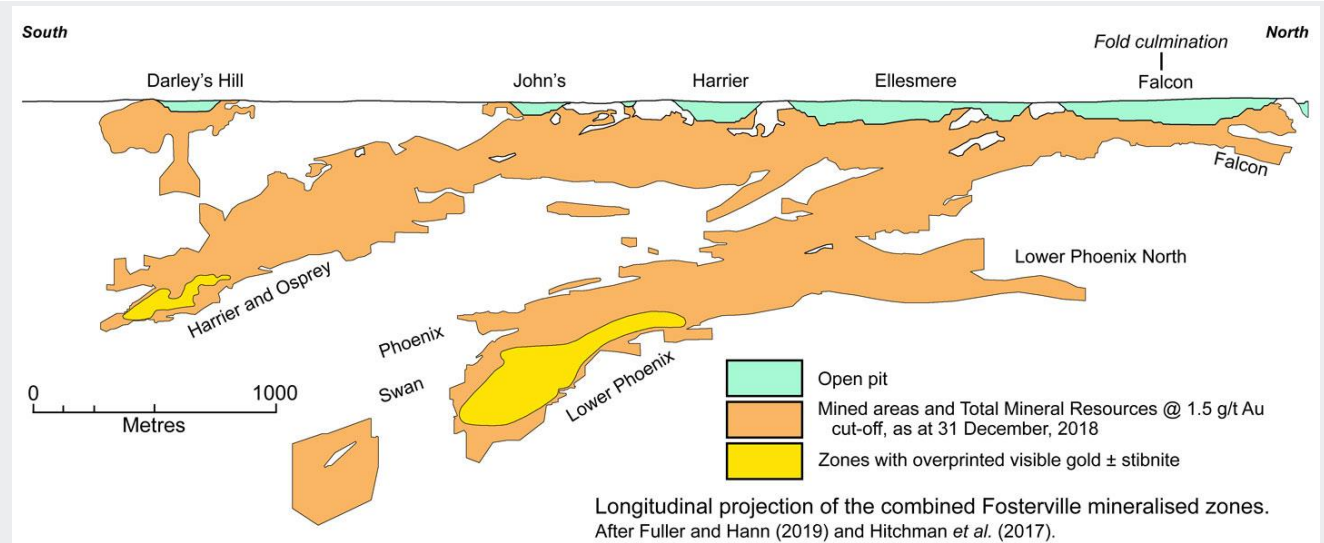 South
North
Fold culmination
Darley's Hill
John's
Harrier
Ellesmere
Falcon
Falcon
Harrier and Osprey
Lower Phoenix North
Phoenix
Swan
Lower Phoenix
0
1000
Metres
Open pit
Mined areas and Total Mineral Resources @ 1.5 g/t Au
cut-off, as at 31 December, 2018
Zones with overprinted visible gold ± stibnite
Longitudinal projection of the combined Fosterville mineralised zones.
After Fuller and Hann (2019) and Hitchman et al. (2017).